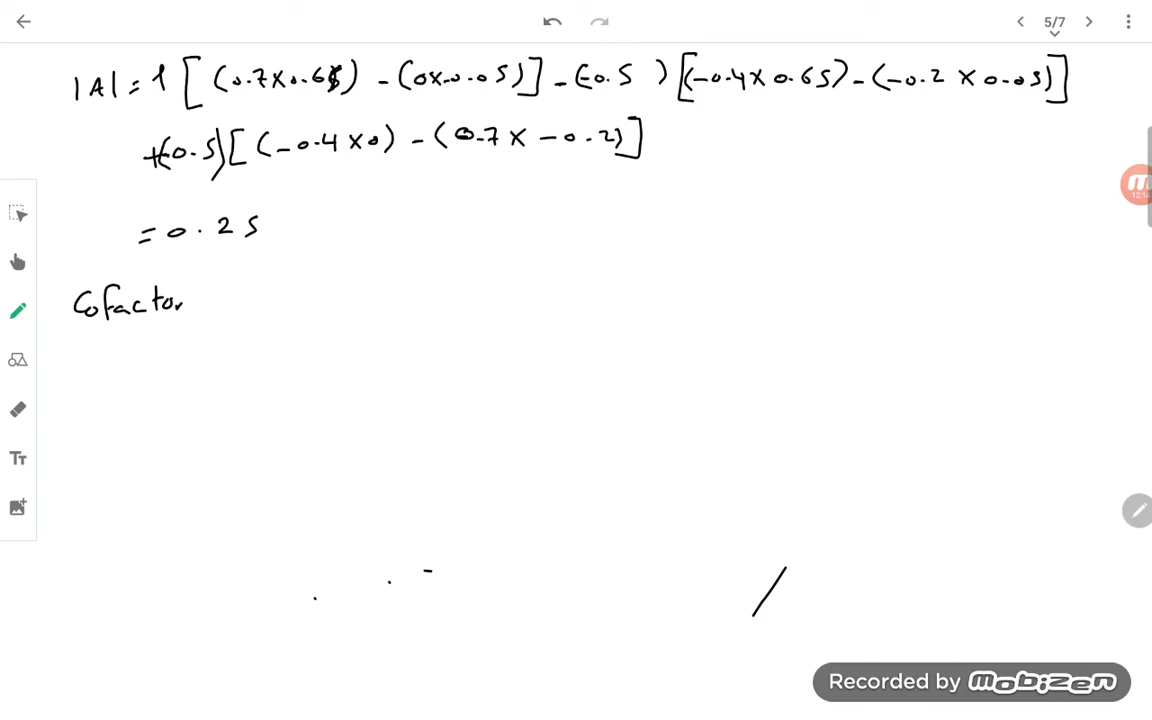 5/7
|A| = 1 [(0.7×0.65) - (0×-0.05)] - (-0.5)[(-0.4×0.65) - (-0.2×0.05)]
+(-0.5)[(-0.4×0) - (0.7×-0.2)]
= 0.25
Cofactor
Tт
Recorded by mobizen